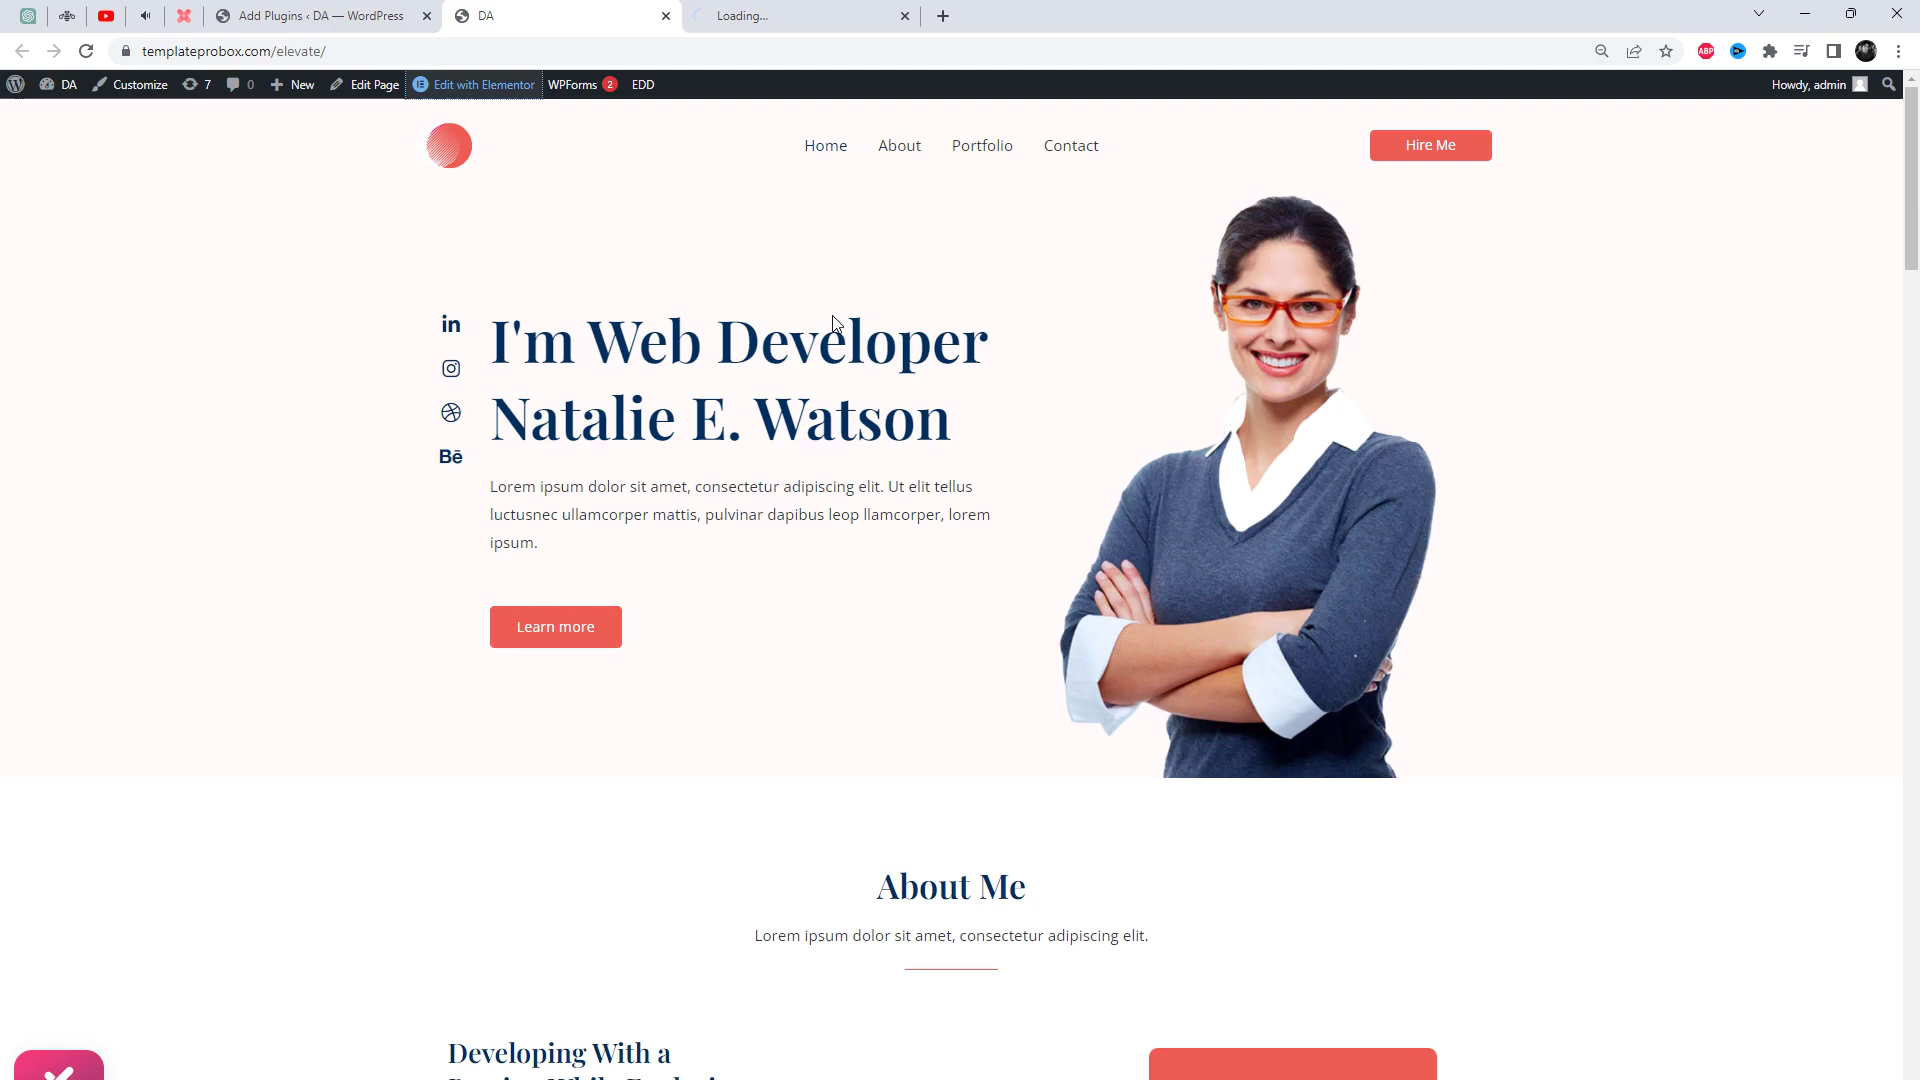 Add Plugins ‹ DA — WordPress
DA
Loading...
templateprobox.com/elevate/
ABP
DA
Customize
7
0
New
Edit Page
Edit with Elementor
WPForms 2
EDD
Howdy, admin
Home
About
Portfolio
Contact
Hire Me
in
I'm Web Developer
Natalie E. Watson
Bē
Lorem ipsum dolor sit amet, consectetur adipiscing elit. Ut elit tellus
luctusnec ullamcorper mattis, pulvinar dapibus leop llamcorper, lorem
ipsum.
Learn more
About Me
Lorem ipsum dolor sit amet, consectetur adipiscing elit.
Developing With a